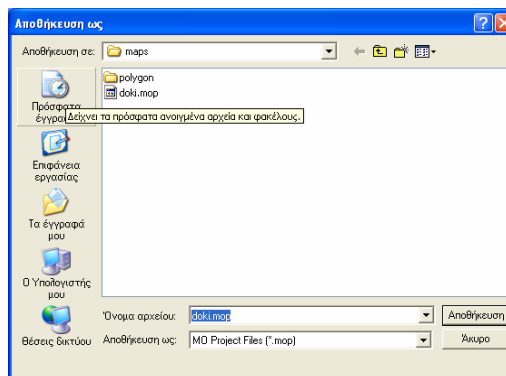 Αποθήκευση ως
Αποθήκευση σε: maps
polygon
doki.mop
Πρόσφατα
έγγρα
Δείχνει τα πρόσφατα ανοιγμένα αρχεία και φακέλους.
Επιφάνεια
εργασίας
Τα έγγραφά
μου
Ο Υπολογιστής
μου
Θέσεις δικτύου
Όνομα αρχείου: doki.mop Αποθήκευση
Αποθήκευση ως: MO Project Files (*.mop) Άκυρο